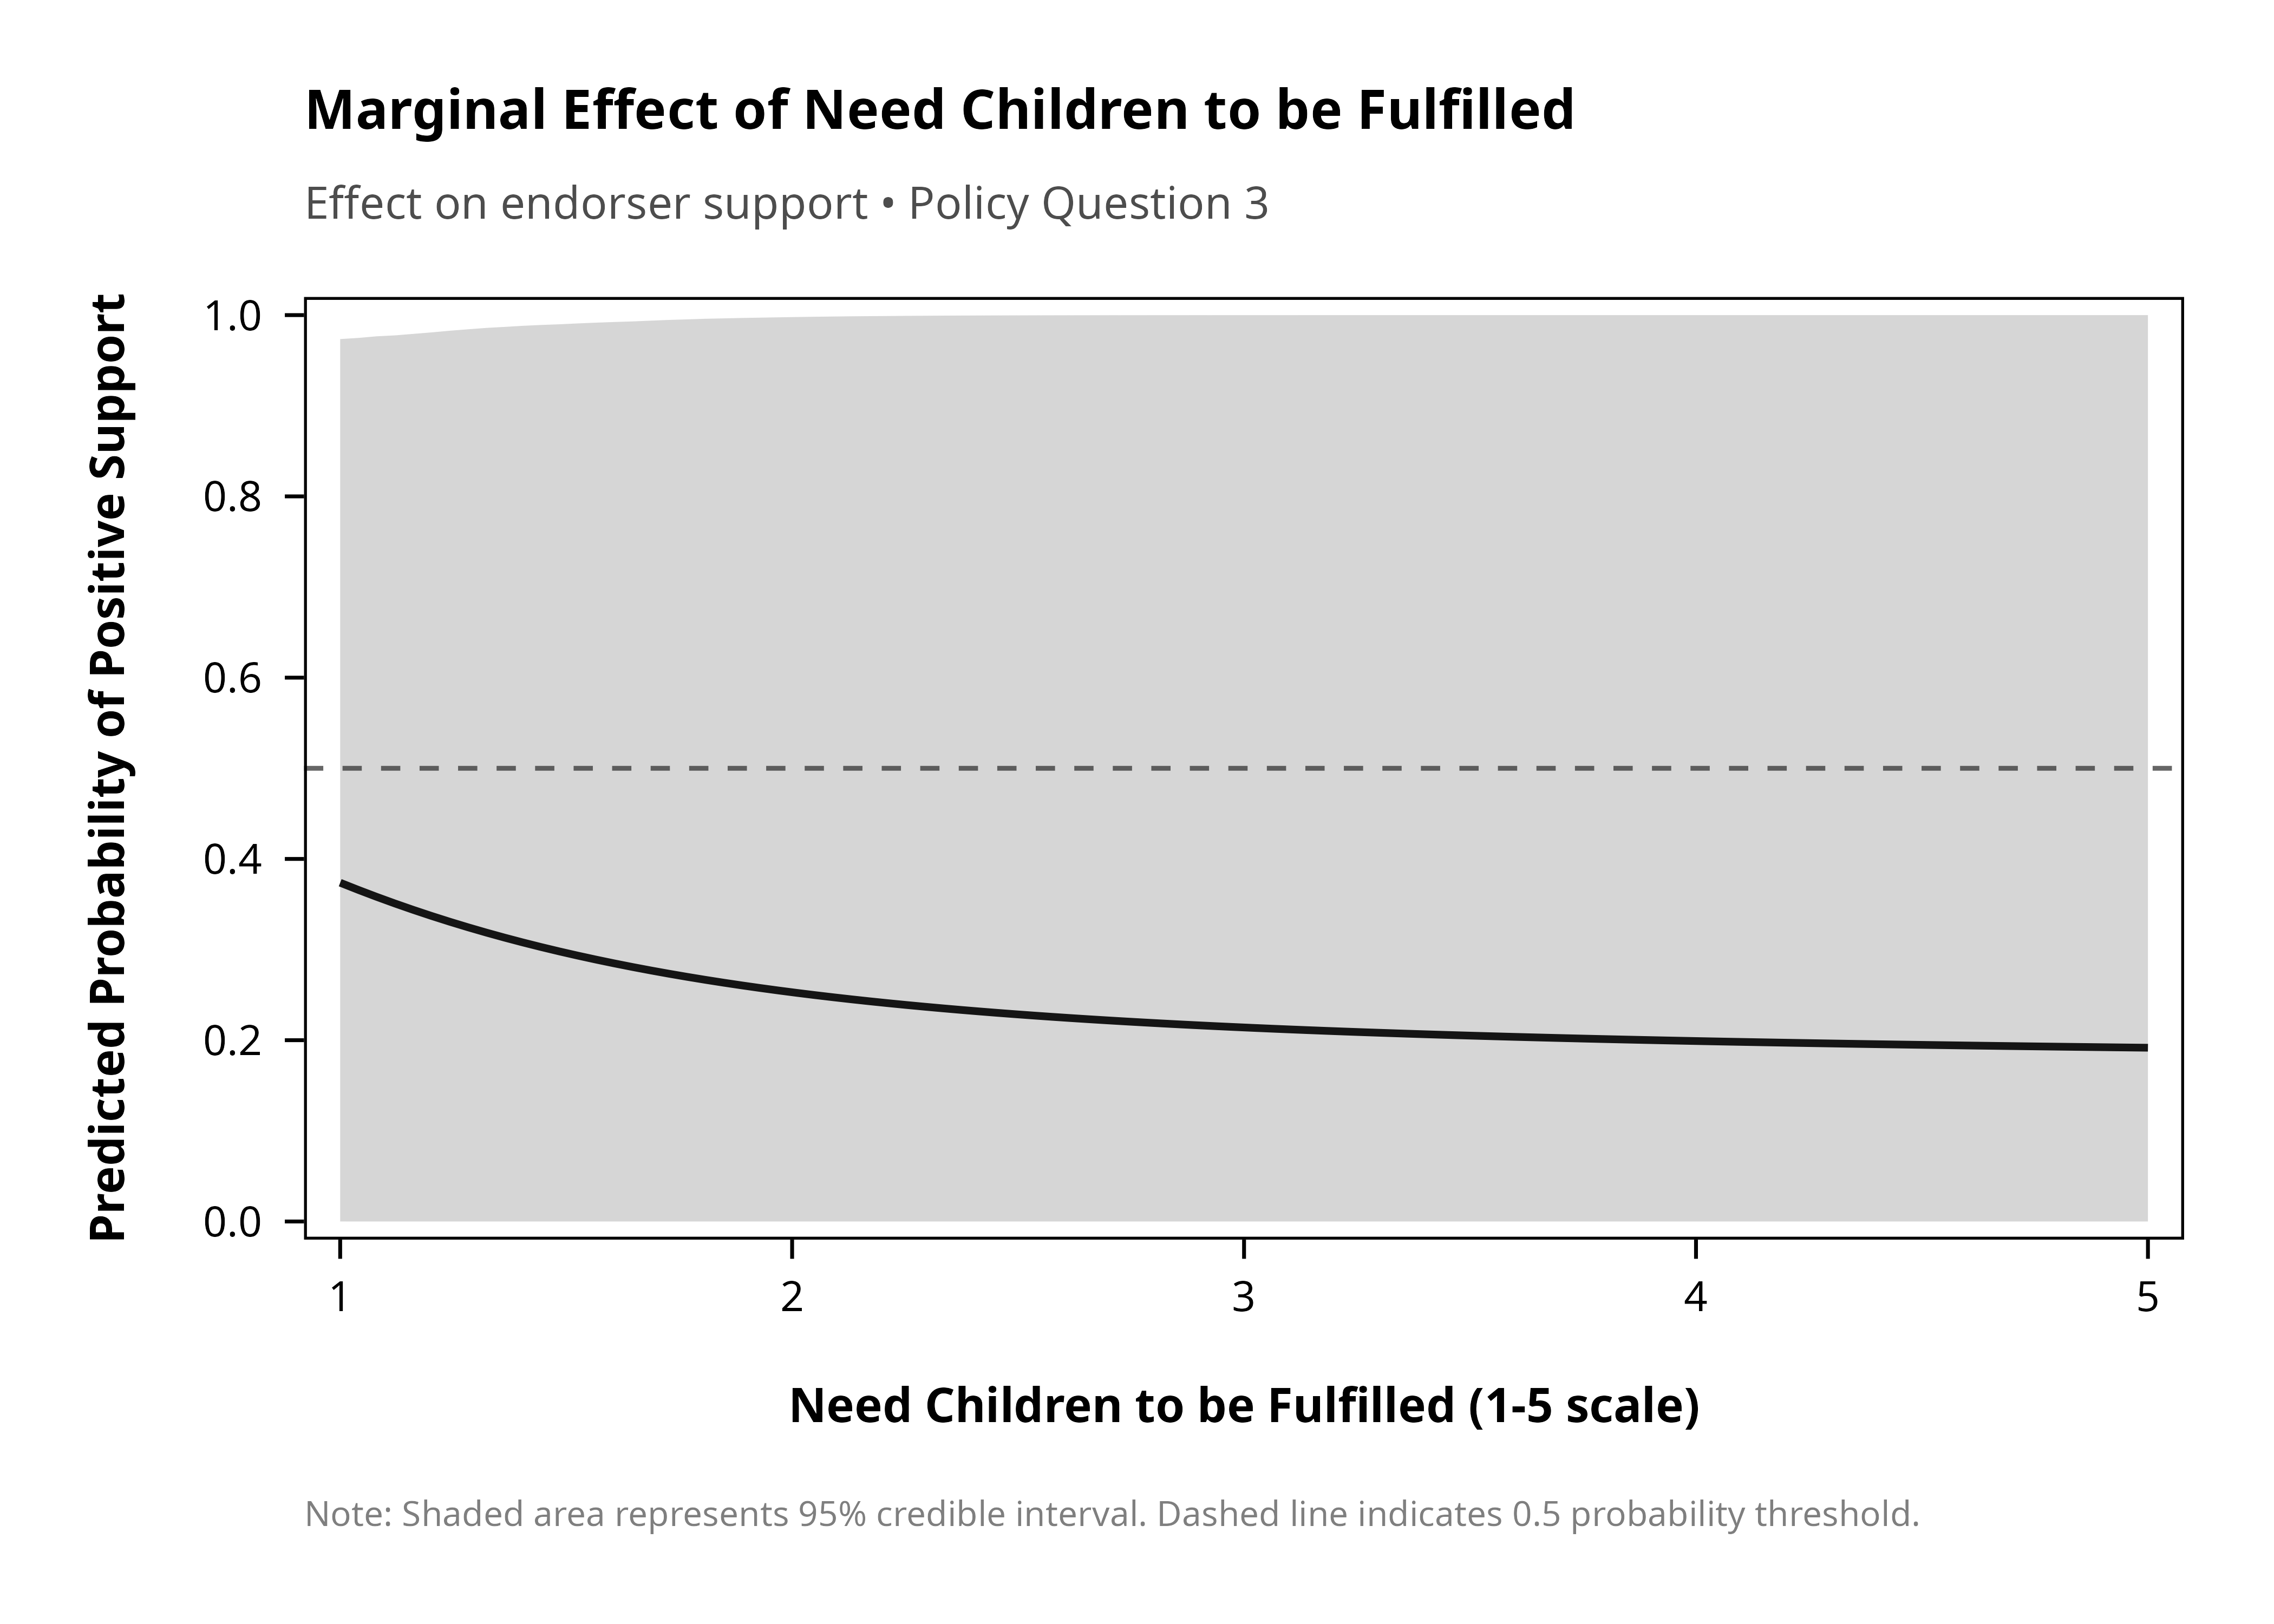 Marginal Effect of Need Children to be Fulfilled
Effect on endorser support • Policy Question 3
Predicted Probability of Positive Support
1.0
0.8
0.6
0.4
0.2
0.0
1
2
3
4
5
Need Children to be Fulfilled (1-5 scale)
Note: Shaded area represents 95% credible interval. Dashed line indicates 0.5 probability threshold.